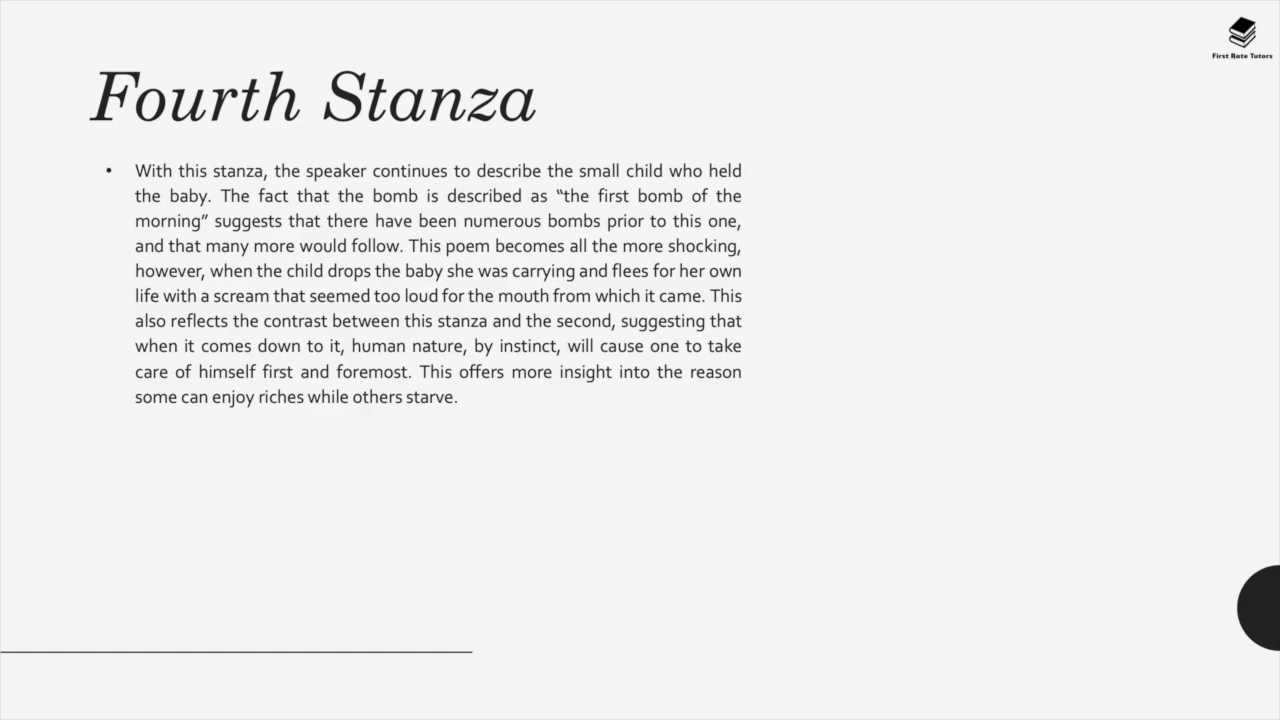 First Rate Tutors
Fourth Stanza
• With this stanza, the speaker continues to describe the small child who held
the baby. The fact that the bomb is described as “the first bomb of the
morning” suggests that there have been numerous bombs prior to this one,
and that many more would follow. This poem becomes all the more shocking,
however, when the child drops the baby she was carrying and flees for her own
life with a scream that seemed too loud for the mouth from which it came. This
also reflects the contrast between this stanza and the second, suggesting that
when it comes down to it, human nature, by instinct, will cause one to take
care of himself first and foremost. This offers more insight into the reason
some can enjoy riches while others starve.